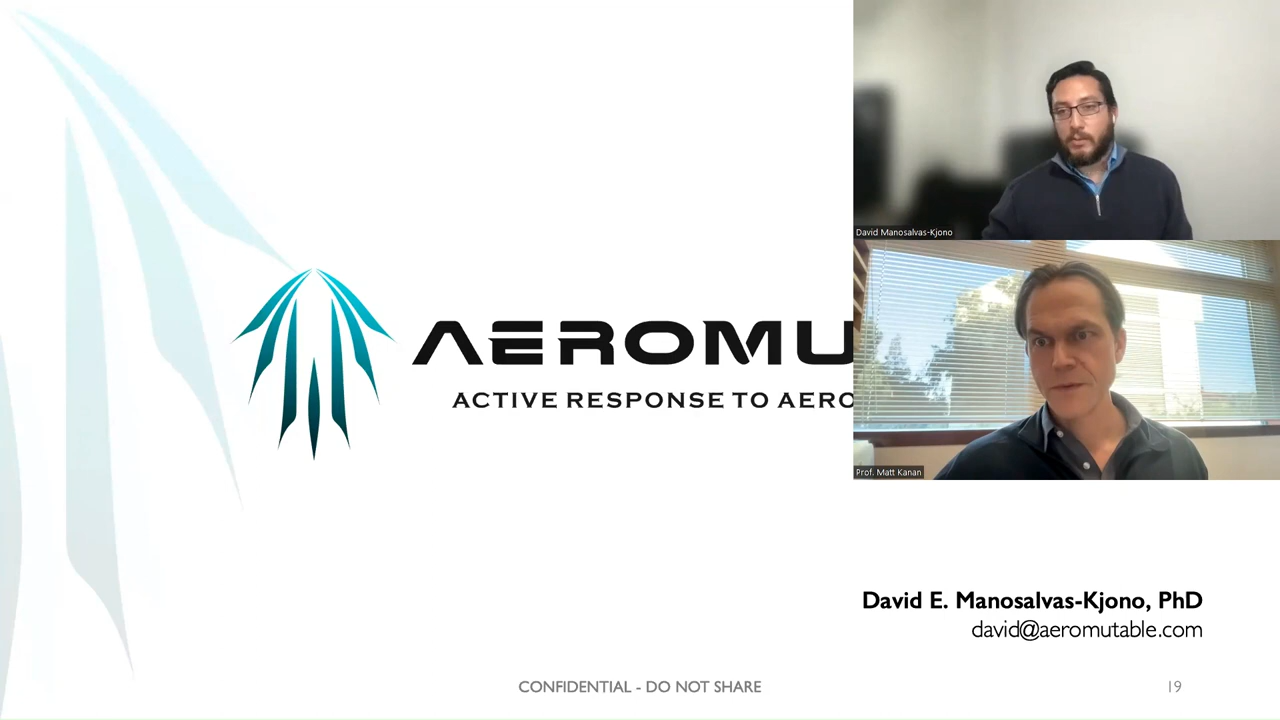 AEROMU
ACTIVE RESPONSE TO AERO
David Manosalvas-Kjono
Prof. Matt Kanan
David E. Manosalvas-Kjono, PhD
david@aeromutable.com
CONFIDENTIAL - DO NOT SHARE
19